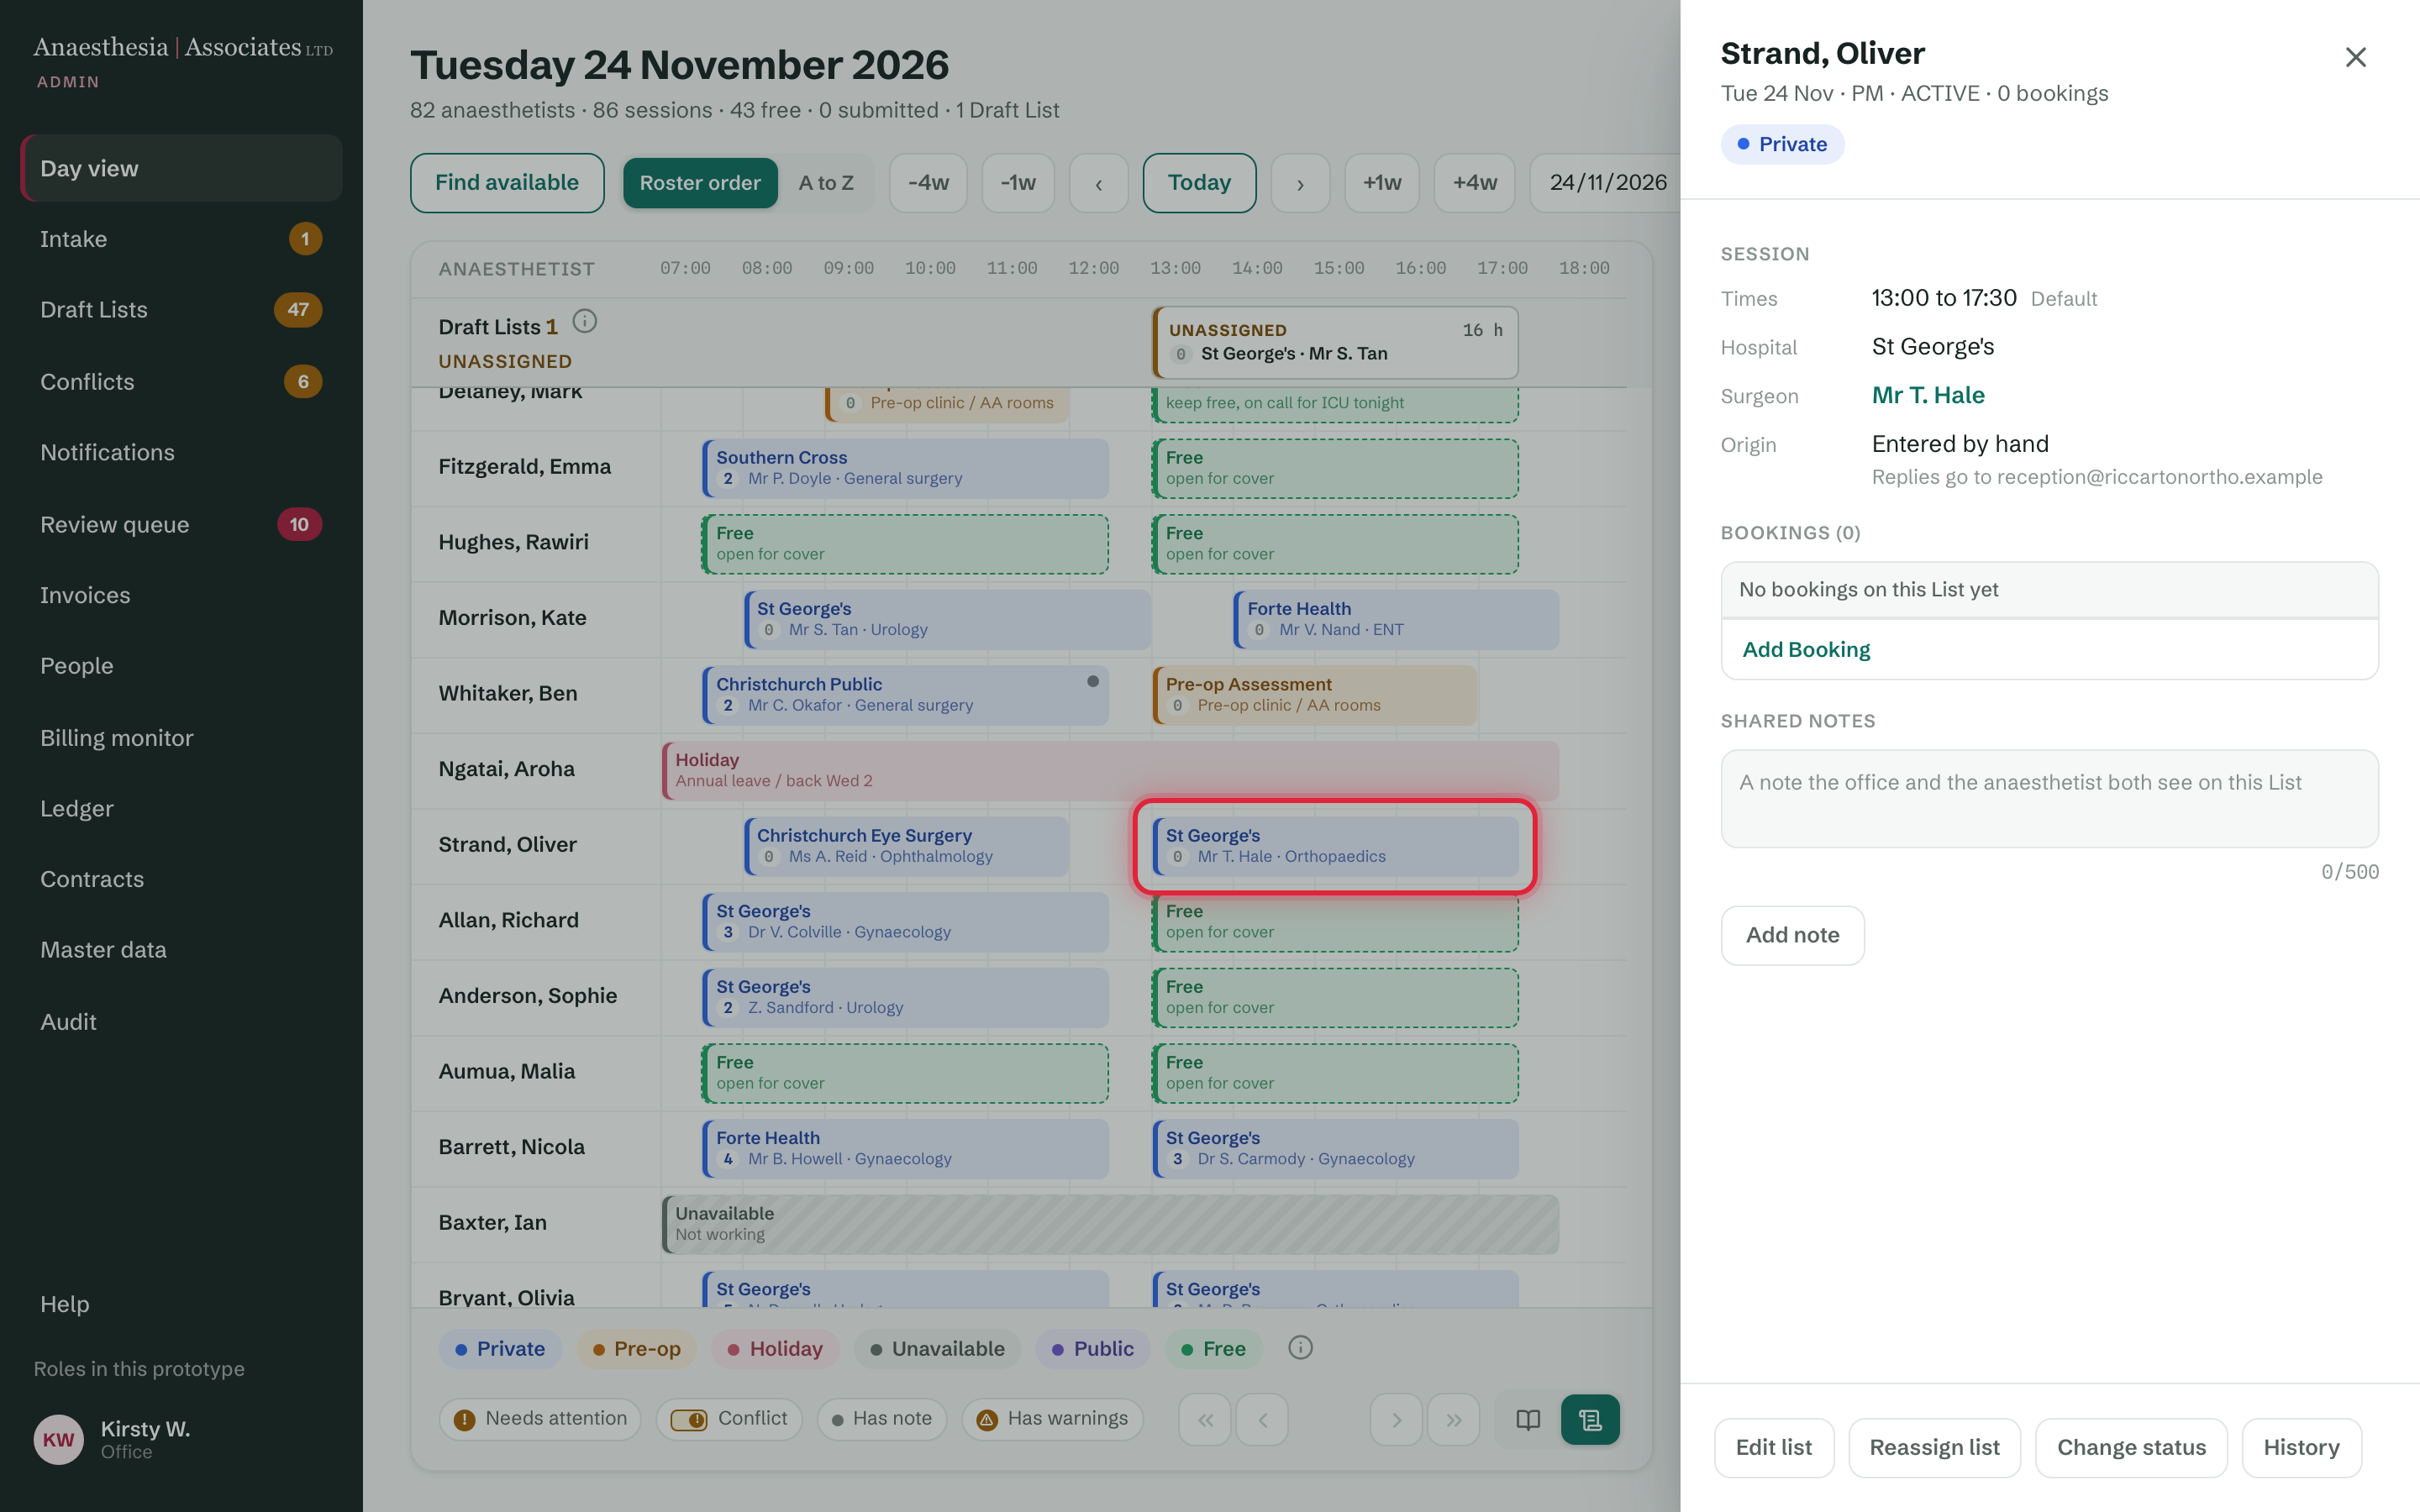 Anaesthesia | Associates LTD
ADMIN
Day view
Intake 1
Draft Lists 47
Conflicts 6
Notifications
Review queue 10
Invoices
People
Billing monitor
Ledger
Contracts
Master data
Audit
Help
Roles in this prototype
KW Kirsty W.
Office
Tuesday 24 November 2026
82 anaesthetists · 86 sessions · 43 free · 0 submitted · 1 Draft List
Find available Roster order A to Z -4w -1w ‹ Today › +1w +4w 24/11/2026
ANAESTHETIST 07:00 08:00 09:00 10:00 11:00 12:00 13:00 14:00 15:00 16:00 17:00 18:00
Draft Lists 1
UNASSIGNED
UNASSIGNED 16 h
0 St George's · Mr S. Tan
Delaney, Mark
0 Pre-op clinic / AA rooms
keep free, on call for ICU tonight
Fitzgerald, Emma
Southern Cross
2 Mr P. Doyle · General surgery
Free
open for cover
Hughes, Rawiri
Free
open for cover
Free
open for cover
Morrison, Kate
St George's
0 Mr S. Tan · Urology
Forte Health
0 Mr V. Nand · ENT
Whitaker, Ben
Christchurch Public
2 Mr C. Okafor · General surgery
Pre-op Assessment
0 Pre-op clinic / AA rooms
Ngatai, Aroha
Holiday
Annual leave / back Wed 2
Strand, Oliver
Christchurch Eye Surgery
0 Ms A. Reid · Ophthalmology
St George's
0 Mr T. Hale · Orthopaedics
Allan, Richard
St George's
3 Dr V. Colville · Gynaecology
Free
open for cover
Anderson, Sophie
St George's
2 Z. Sandford · Urology
Free
open for cover
Aumua, Malia
Free
open for cover
Free
open for cover
Barrett, Nicola
Forte Health
4 Mr B. Howell · Gynaecology
St George's
3 Dr S. Carmody · Gynaecology
Baxter, Ian
Unavailable
Not working
Bryant, Olivia
St George's
St George's
Private Pre-op Holiday Unavailable Public Free
Needs attention Conflict Has note Has warnings « ‹ › »
Strand, Oliver
Tue 24 Nov · PM · ACTIVE · 0 bookings
Private
SESSION
Times 13:00 to 17:30 Default
Hospital St George's
Surgeon Mr T. Hale
Origin Entered by hand
Replies go to reception@riccartonortho.example
BOOKINGS (0)
No bookings on this List yet
Add Booking
SHARED NOTES
A note the office and the anaesthetist both see on this List
0/500
Add note
Edit list Reassign list Change status History